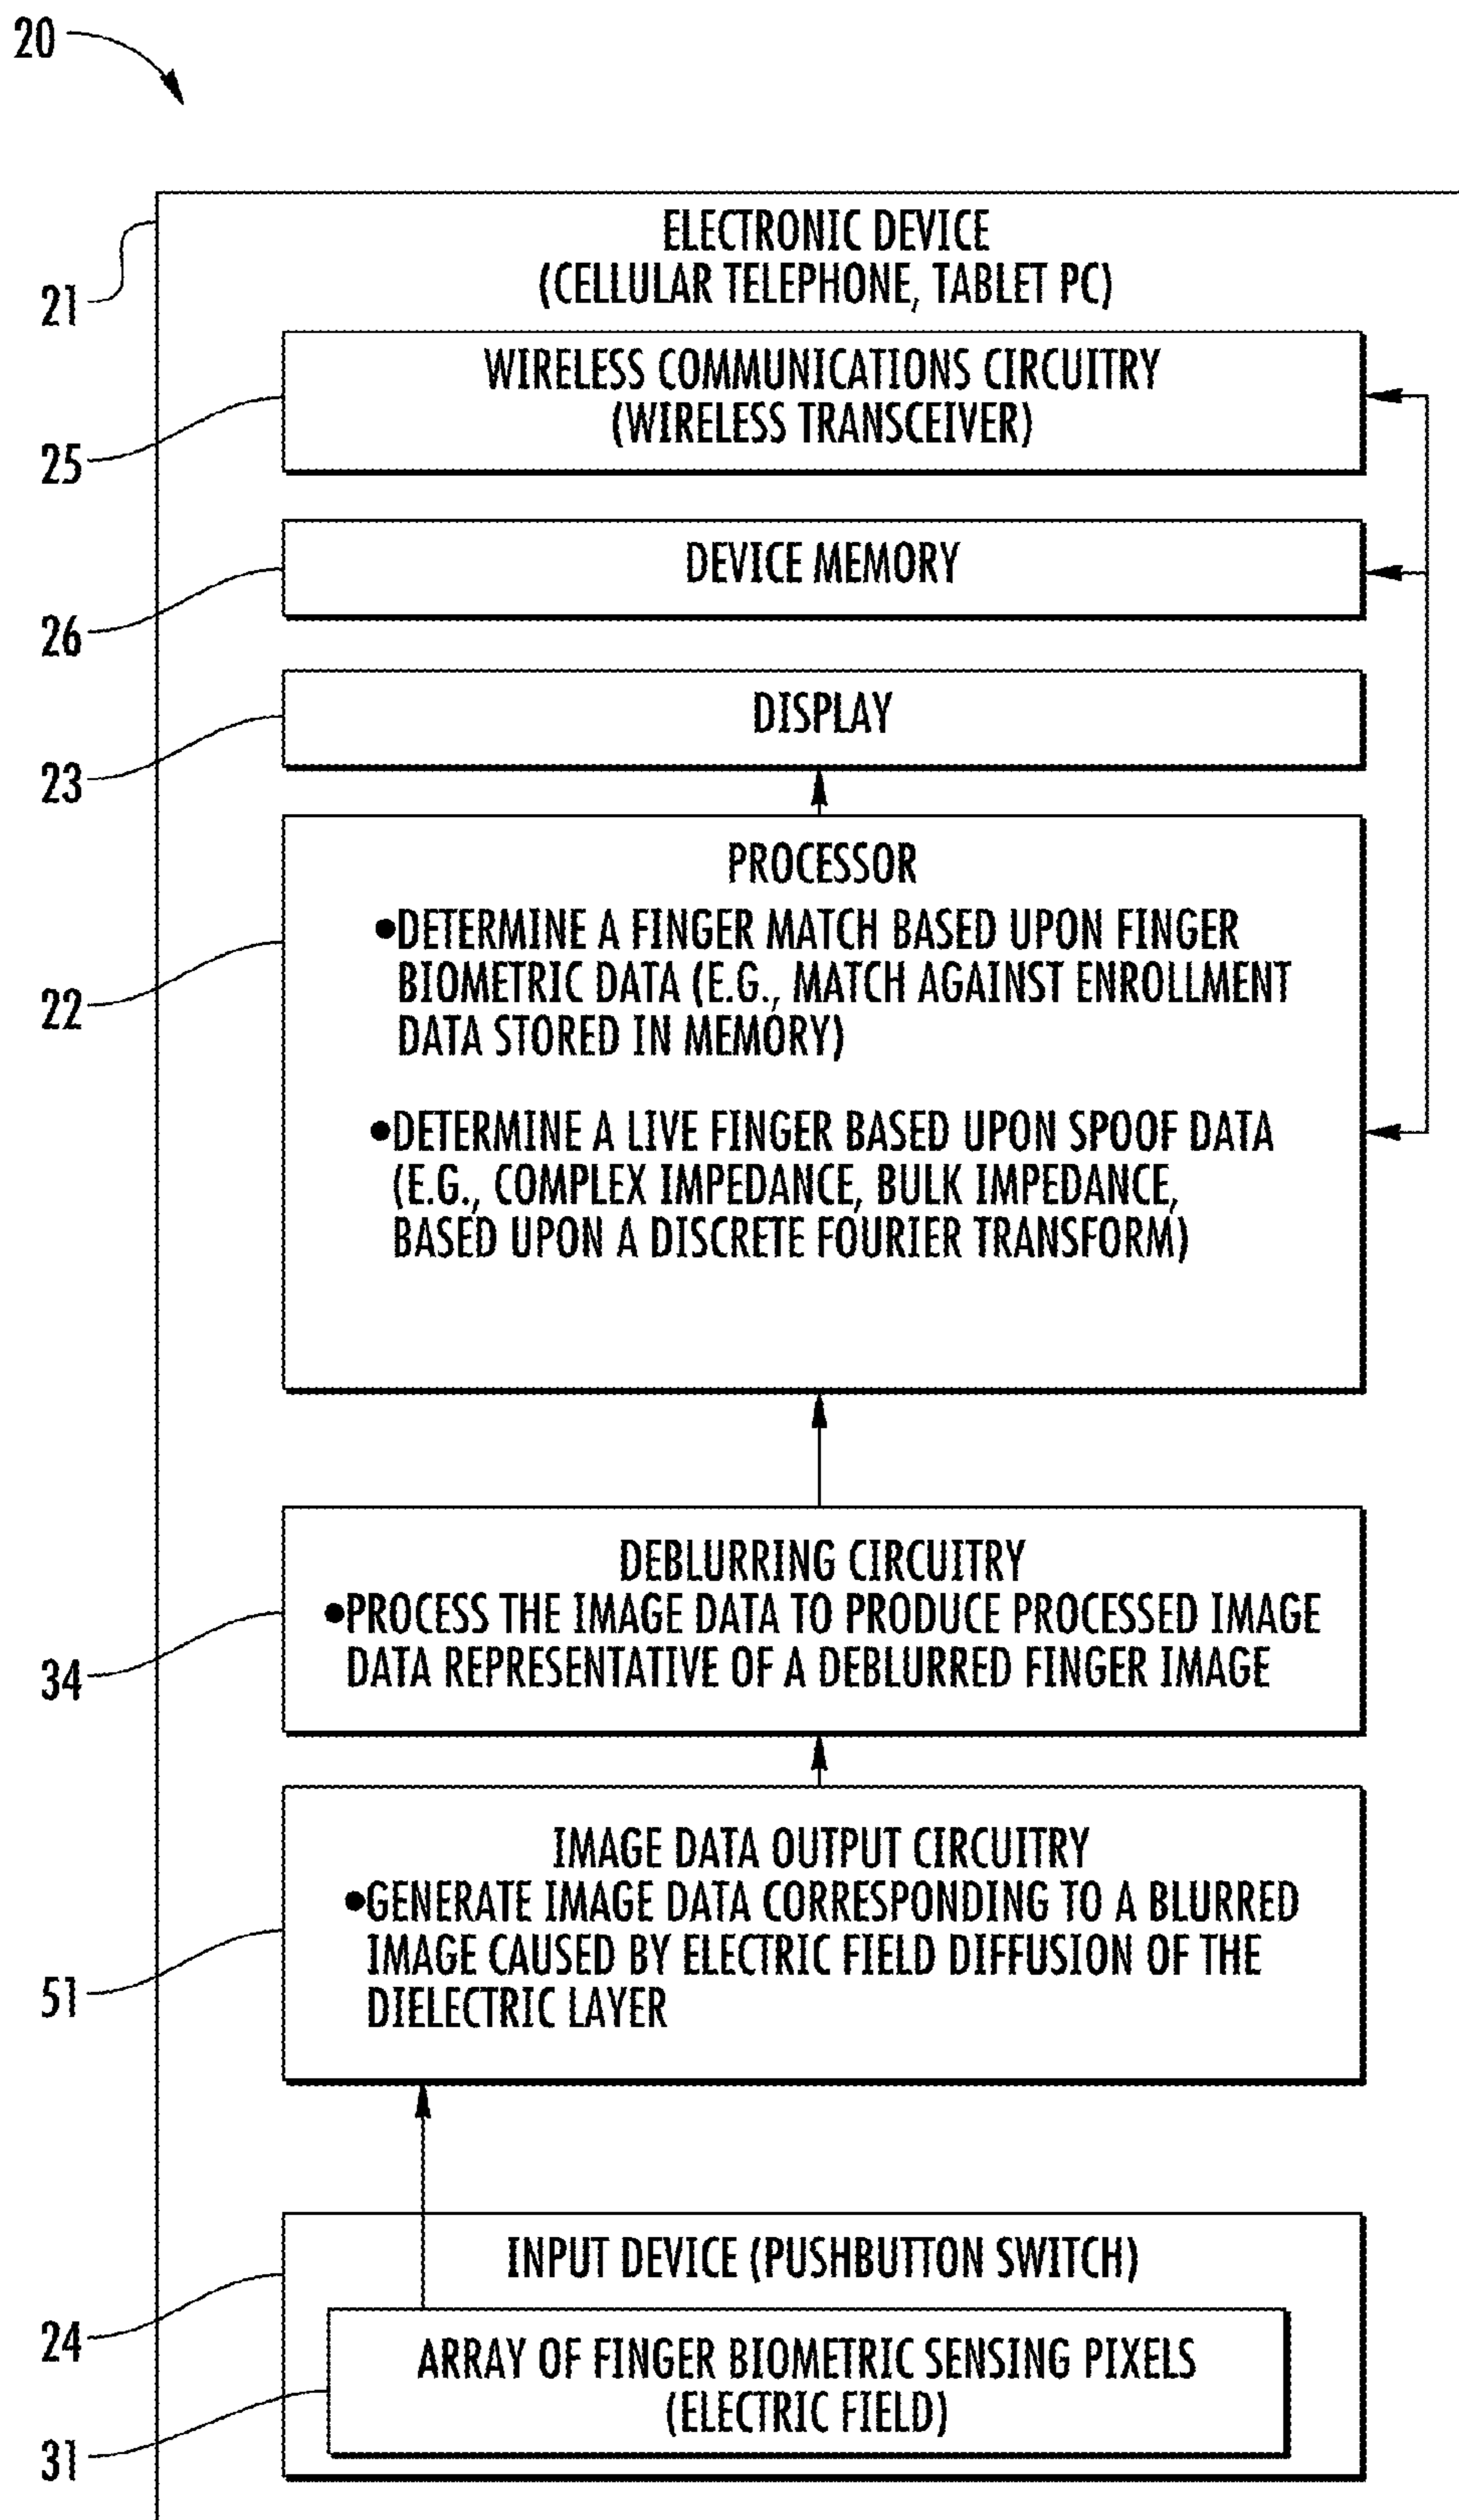 20
21
ELECTRONIC DEVICE
(CELLULAR TELEPHONE, TABLET PC)
25
WIRELESS COMMUNICATIONS CIRCUITRY
(WIRELESS TRANSCEIVER)
26
DEVICE MEMORY
23
DISPLAY
22
PROCESSOR
•DETERMINE A FINGER MATCH BASED UPON FINGER
BIOMETRIC DATA (E.G., MATCH AGAINST ENROLLMENT
DATA STORED IN MEMORY)
•DETERMINE A LIVE FINGER BASED UPON SPOOF DATA
(E.G., COMPLEX IMPEDANCE, BULK IMPEDANCE,
BASED UPON A DISCRETE FOURIER TRANSFORM)
34
DEBLURRING CIRCUITRY
•PROCESS THE IMAGE DATA TO PRODUCE PROCESSED IMAGE
DATA REPRESENTATIVE OF A DEBLURRED FINGER IMAGE
51
IMAGE DATA OUTPUT CIRCUITRY
•GENERATE IMAGE DATA CORRESPONDING TO A BLURRED
IMAGE CAUSED BY ELECTRIC FIELD DIFFUSION OF THE
DIELECTRIC LAYER
24
INPUT DEVICE (PUSHBUTTON SWITCH)
31
ARRAY OF FINGER BIOMETRIC SENSING PIXELS
(ELECTRIC FIELD)